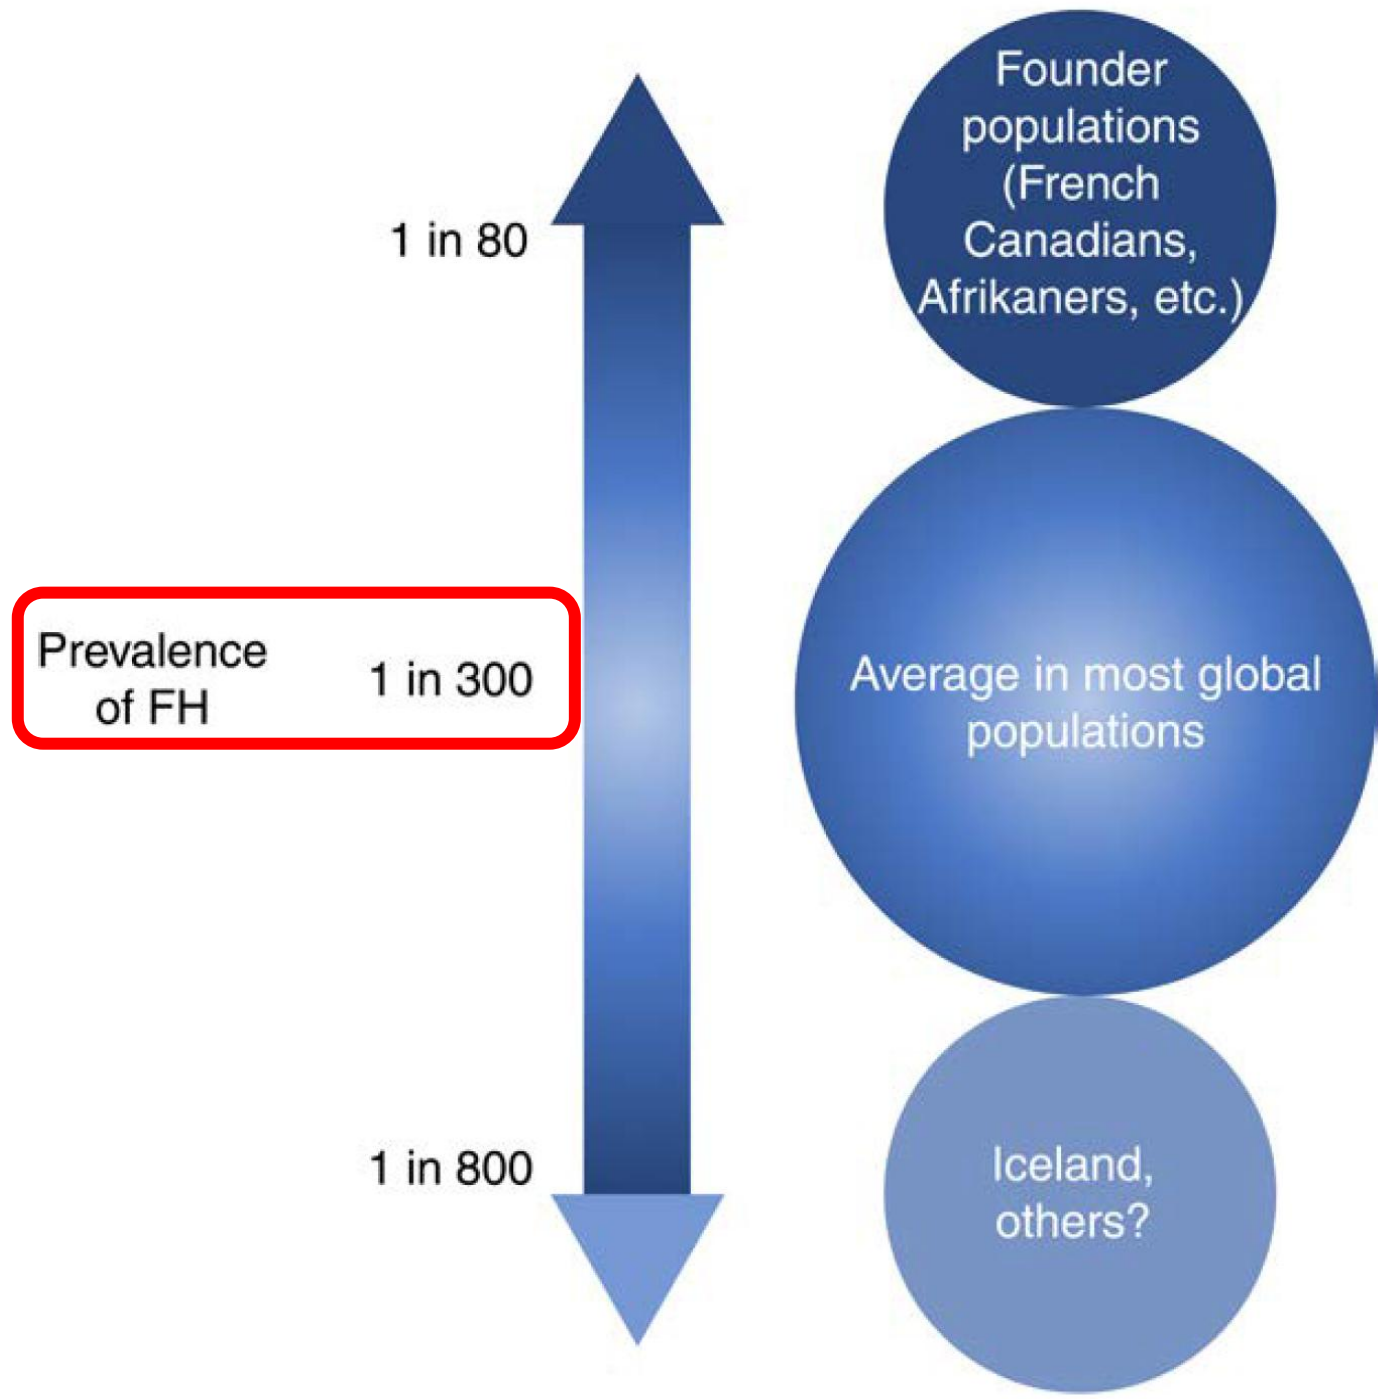 Founder
populations
(French
Canadians,
Afrikaners, etc.)
1 in 80
Prevalence
of FH
1 in 300
Average in most global
populations
1 in 800
Iceland,
others?